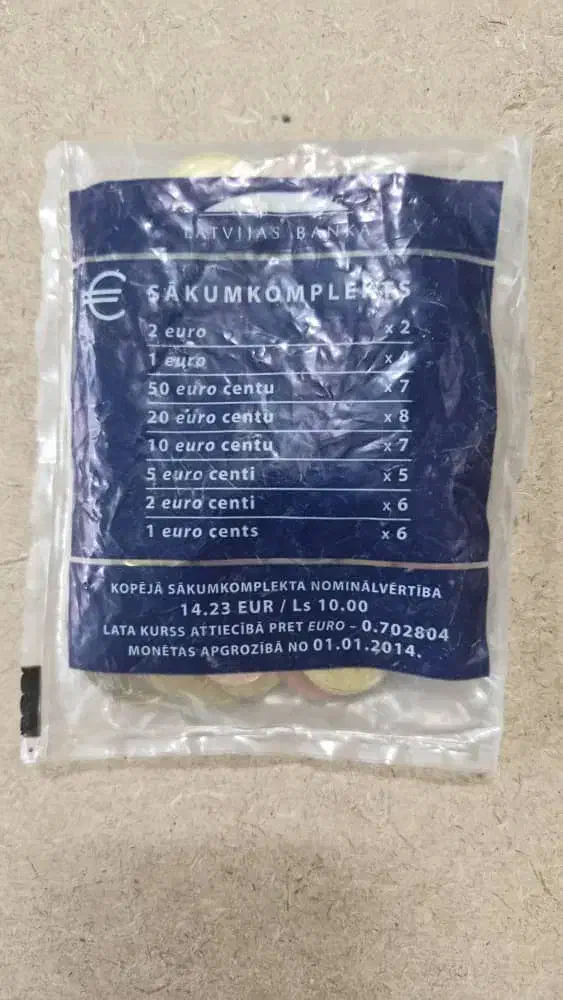 LATVIJAS BANKA
€ SĀKUMKOMPLEKTS
2 euro x 2
1 euro x 4
50 euro centu x 7
20 euro centu x 8
10 euro centu x 7
5 euro centi x 5
2 euro centi x 6
1 euro cents x 6
KOPĒJĀ SĀKUMKOMPLEKTA NOMINĀLVĒRTĪBA
14.23 EUR / Ls 10.00
LATA KURSS ATTIECĪBĀ PRET EURO – 0.702804
MONĒTAS APGROZĪBĀ NO 01.01.2014.